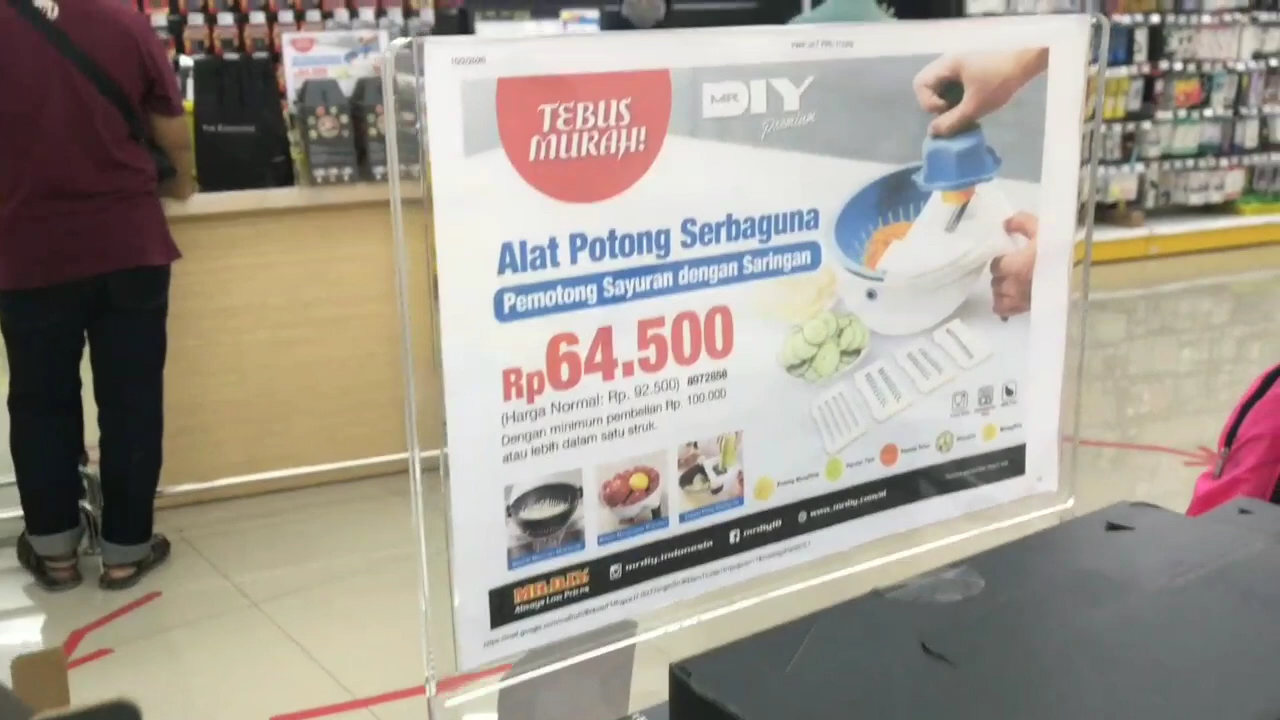 TEBUS
MURAH!
MR DIY
Premium
Alat Potong Serbaguna
Pemotong Sayuran dengan Saringan
Rp64.500
(Harga Normal: Rp. 92.500) 8972858
Dengan minimum pembelian Rp. 100.000
atau lebih dalam satu struk.
MR.D.I.Y.
Always Low Prices
mrdiy.indonesia
mrdiyID
www.mrdiy.com/id